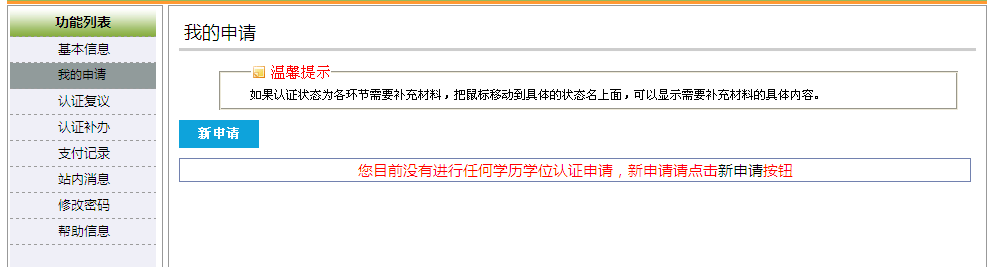 功能列表
基本信息
我的申请
认证复议
认证补办
支付记录
站内消息
修改密码
帮助信息
我的申请
温馨提示
如果认证状态为各环节需要补充材料，把鼠标移动到具体的状态名上面，可以显示需要补充材料的具体内容。
新申请
您目前没有进行任何学历学位认证申请，新申请请点击新申请按钮